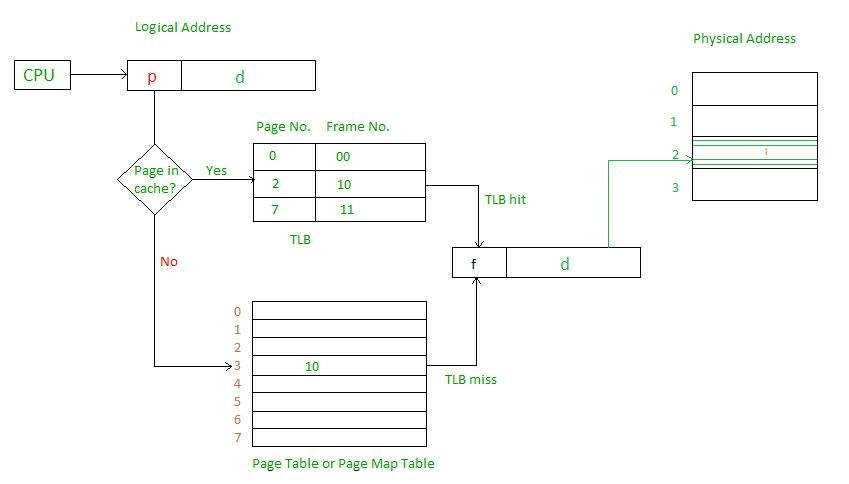 Logical Address
Physical Address
CPU
p d
0
1
2 i
3
Page No. Frame No.
Page in
cache?
Yes
0 00
2 10
7 11
TLB
TLB hit
No
f d
0
1
2
3 10
4
5
6
7
TLB miss
Page Table or Page Map Table